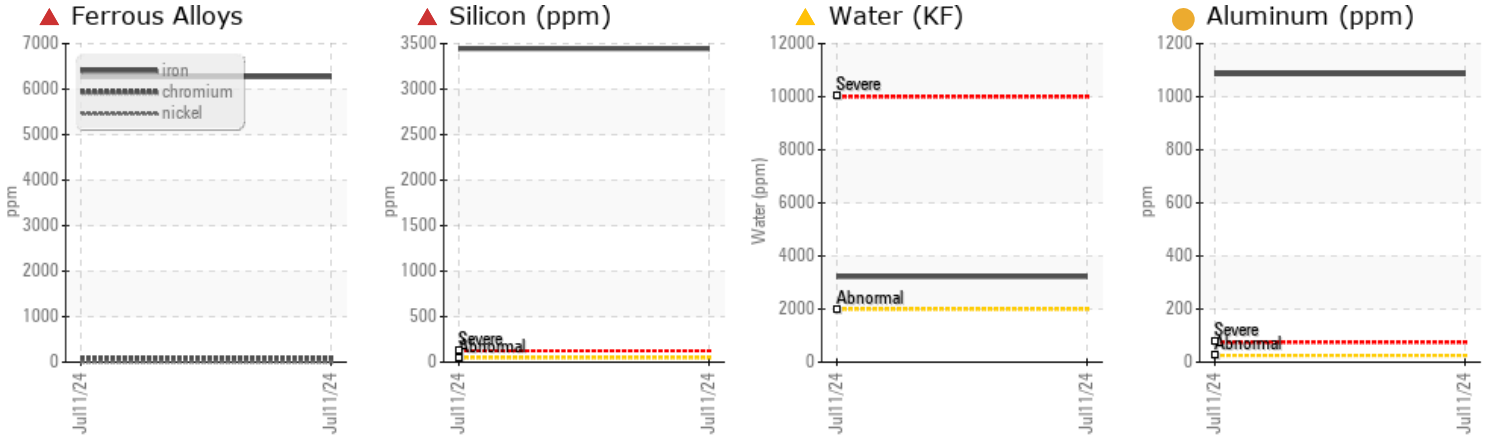 Ferrous Alloys
7000
6000
5000
4000
3000
2000
1000
0
ppm
iron
chromium
nickel
Jul11/24
Jul11/24
Silicon (ppm)
3500
3000
2500
2000
1500
1000
500
0
ppm
Severe
Abnormal
Jul11/24
Jul11/24
Water (KF)
12000
10000
8000
6000
4000
2000
0
Water (ppm)
Severe
Abnormal
Jul11/24
Jul11/24
Aluminum (ppm)
1200
1000
800
600
400
200
0
ppm
Severe
Abnormal
Jul11/24
Jul11/24